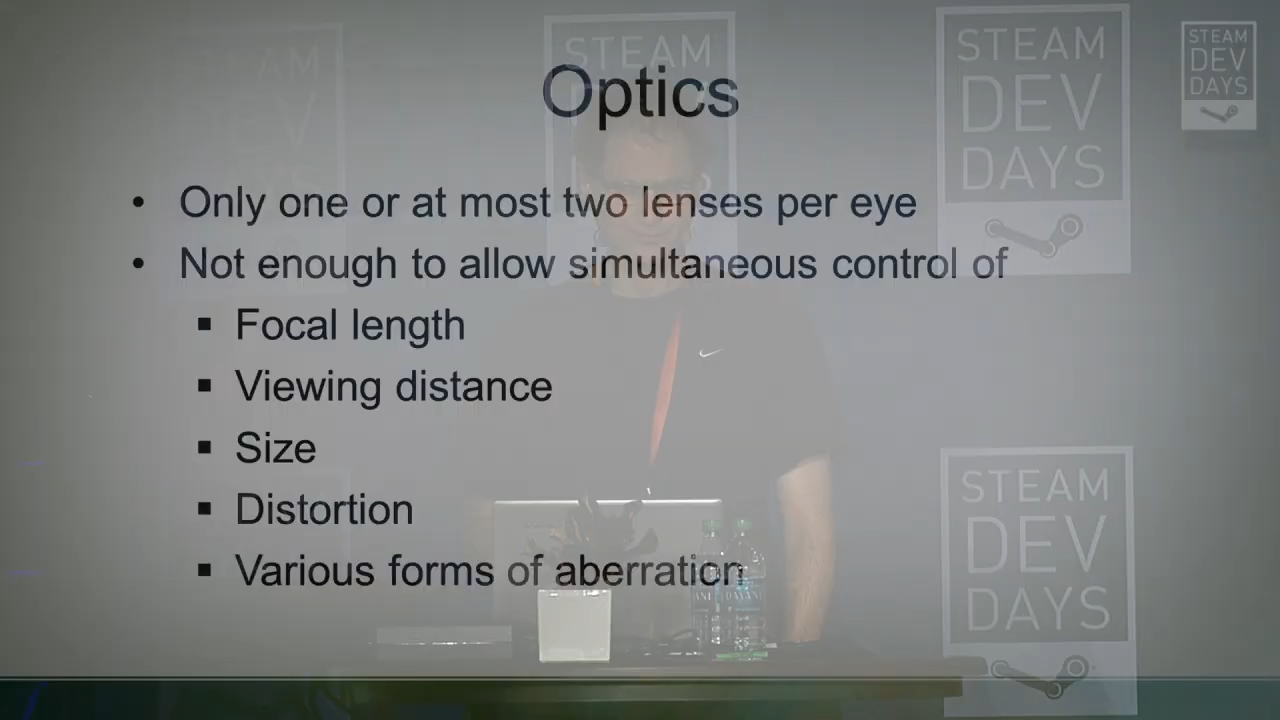 Optics
• Only one or at most two lenses per eye
• Not enough to allow simultaneous control of
▪ Focal length
▪ Viewing distance
▪ Size
▪ Distortion
▪ Various forms of aberration
STEAM
STEAM
DEV
DAYS
STEAM
DEV
DAYS
STEAM
DEV
DAYS